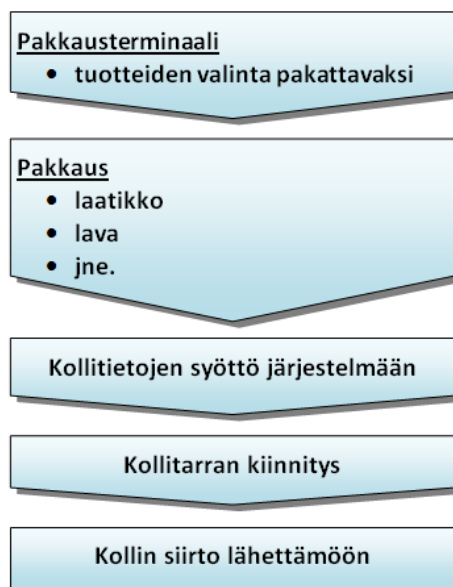 Pakkausterminaali
• tuotteiden valinta pakattavaksi
Pakkaus
• laatikko
• lava
• jne.
Kollitietojen syöttö järjestelmään
Kollitarran kiinnitys
Kollin siirto lähettämöön